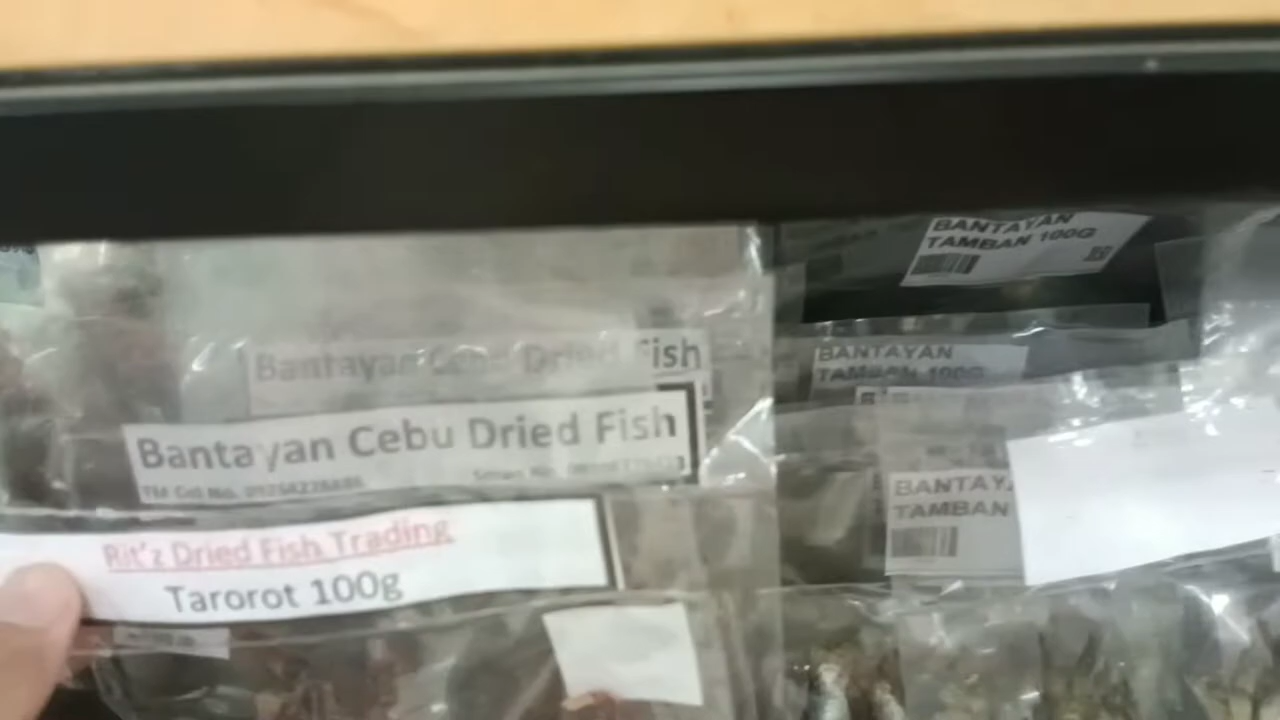 Bantayan Cebu Dried Fish
Bantayan Cebu Dried Fish
Rit'z Dried Fish Trading
Tarorot 100g
BANTAYAN
TAMBAN 100G
BANTAYAN
TAMBAN 100G
BANTAY
TAMBAN